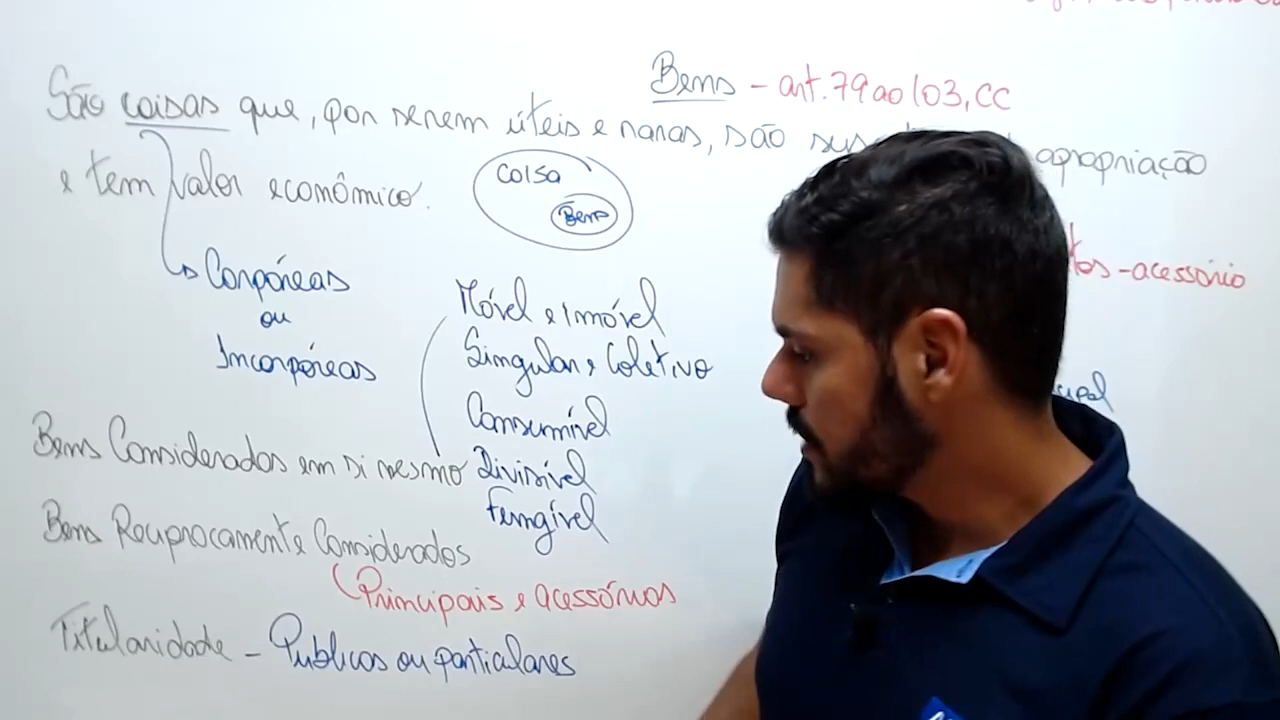 Bens - art. 79 ao 103, CC
São coisas que, por serem úteis e raras, são apropriação
e tem valor econômico.
coisa
Bens
Corpóreas
ou
Incorpóreas
-acessório
Móvel e Imóvel
Singular e Coletivo
Consumível
Bens Considerados em si mesmo Divisível
Fungível
Bens Reciprocamente Considerados
Principais e acessórios
Titularidade - Públicos ou particulares